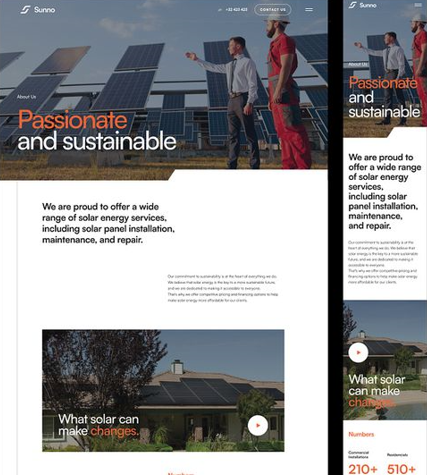 Sunno
+22 423 423
CONTACT US
About Us
Passionate
and sustainable
We are proud to offer a wide
range of solar energy services,
including solar panel installation,
maintenance, and repair.
Our commitment to sustainability is at the heart of everything we do.
We believe that solar energy is the key to a more sustainable future,
and we are dedicated to making it accessible to everyone.
That's why we offer competitive pricing and financing options to help
make solar energy affordable for our clients.
What solar can
make changes.
Numbers
Sunno
About Us
Passionate
and
sustainable
We are proud to
offer a wide range
of solar energy
services,
including solar
panel installation,
maintenance,
and repair.
Our commitment to sustainability is at the
heart of everything we do. We believe that
solar energy is the key to a more sustainable
future, and we are dedicated to making it
accessible to everyone.
That's why we offer competitive pricing and
financing options to help make solar energy
affordable for our clients.
What solar
can make
changes.
Numbers
Commercial
installations
Residencials
210+
510+